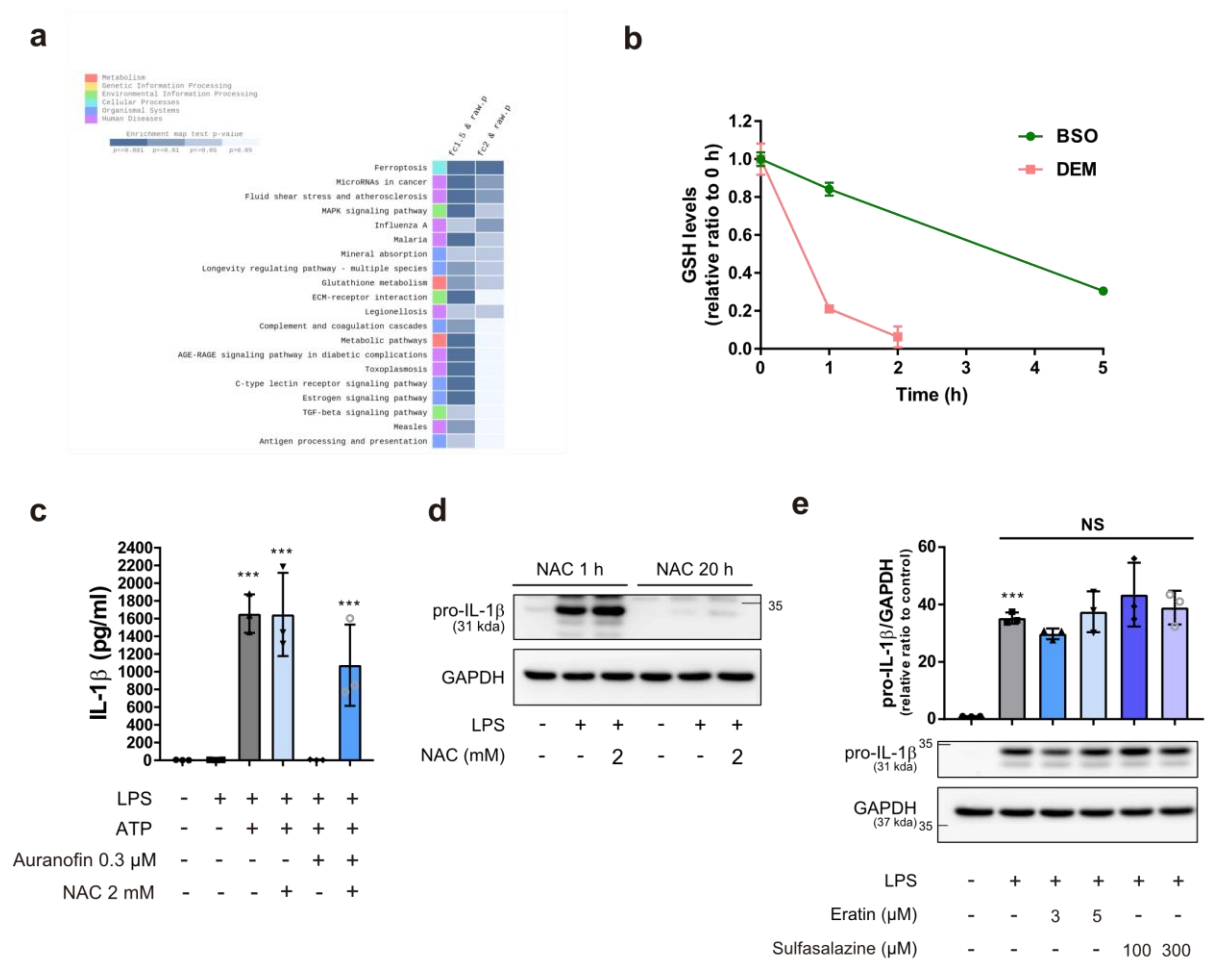 a
Metabolism
Genetic Information Processing
Environmental Information Processing
Cellular Processes
Organismal Systems
Human Diseases
Enrichment map test p-value
p<=0.001 p<=0.01 p<=0.05 p>0.05
fc1.5 & raw.p
fc2 & raw.p
Ferroptosis
MicroRNAs in cancer
Fluid shear stress and atherosclerosis
MAPK signaling pathway
Influenza A
Malaria
Mineral absorption
Longevity regulating pathway - multiple species
Glutathione metabolism
ECM-receptor interaction
Legionellosis
Complement and coagulation cascades
Metabolic pathways
AGE-RAGE signaling pathway in diabetic complications
Toxoplasmosis
C-type lectin receptor signaling pathway
Estrogen signaling pathway
TGF-beta signaling pathway
Measles
Antigen processing and presentation
b
GSH levels
(relative ratio to 0 h)
1.2
1.0
0.8
0.6
0.4
0.2
0.0
0 1 2 3 4 5
Time (h)
BSO
DEM
c
IL-1β (pg/ml)
2400
2200
2000
1800
1600
1400
1200
1000
800
600
400
200
0
*** *** ***
LPS - + + + + +
ATP - - + + + +
Auranofin 0.3 µM - - - - + +
NAC 2 mM - - - + - +
d
NAC 1 h NAC 20 h
pro-IL-1β
(31 kda)
35
GAPDH
LPS - + + - + +
NAC (mM) - - 2 - - 2
e
NS
pro-IL-1β/GAPDH
(relative ratio to control)
60
40
20
0
***
pro-IL-1β
(31 kda)
35
GAPDH
(37 kda)
35
LPS - + + + + +
Eratin (µM) - - 3 5 - -
Sulfasalazine (µM) - - - - 100 300